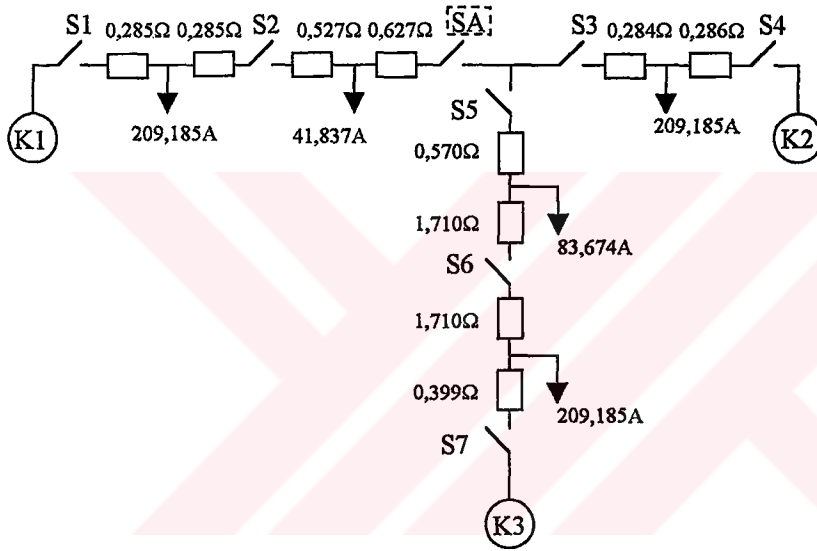 S1 0,285Ω 0,285Ω S2 0,527Ω 0,627Ω SA S3 0,284Ω 0,286Ω S4
K1 209,185A 41,837A S5 209,185A K2
0,570Ω
1,710Ω 83,674A
S6
1,710Ω
0,399Ω 209,185A
S7
K3